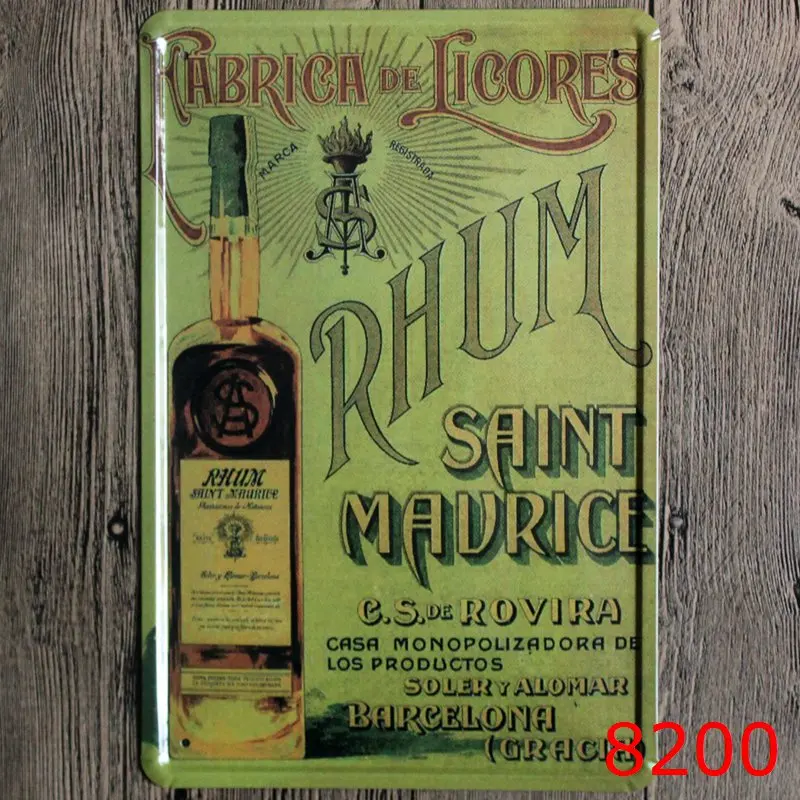 FABRICA DE LICORES
MARCA REGISTRADA
RHUM
SAINT
MAURICE
RHUM
SAINT MAURICE
C.S. DE ROVIRA
CASA MONOPOLIZADORA DE
LOS PRODUCTOS
SOLER Y ALOMAR
BARCELONA
(GRACIA)
8200